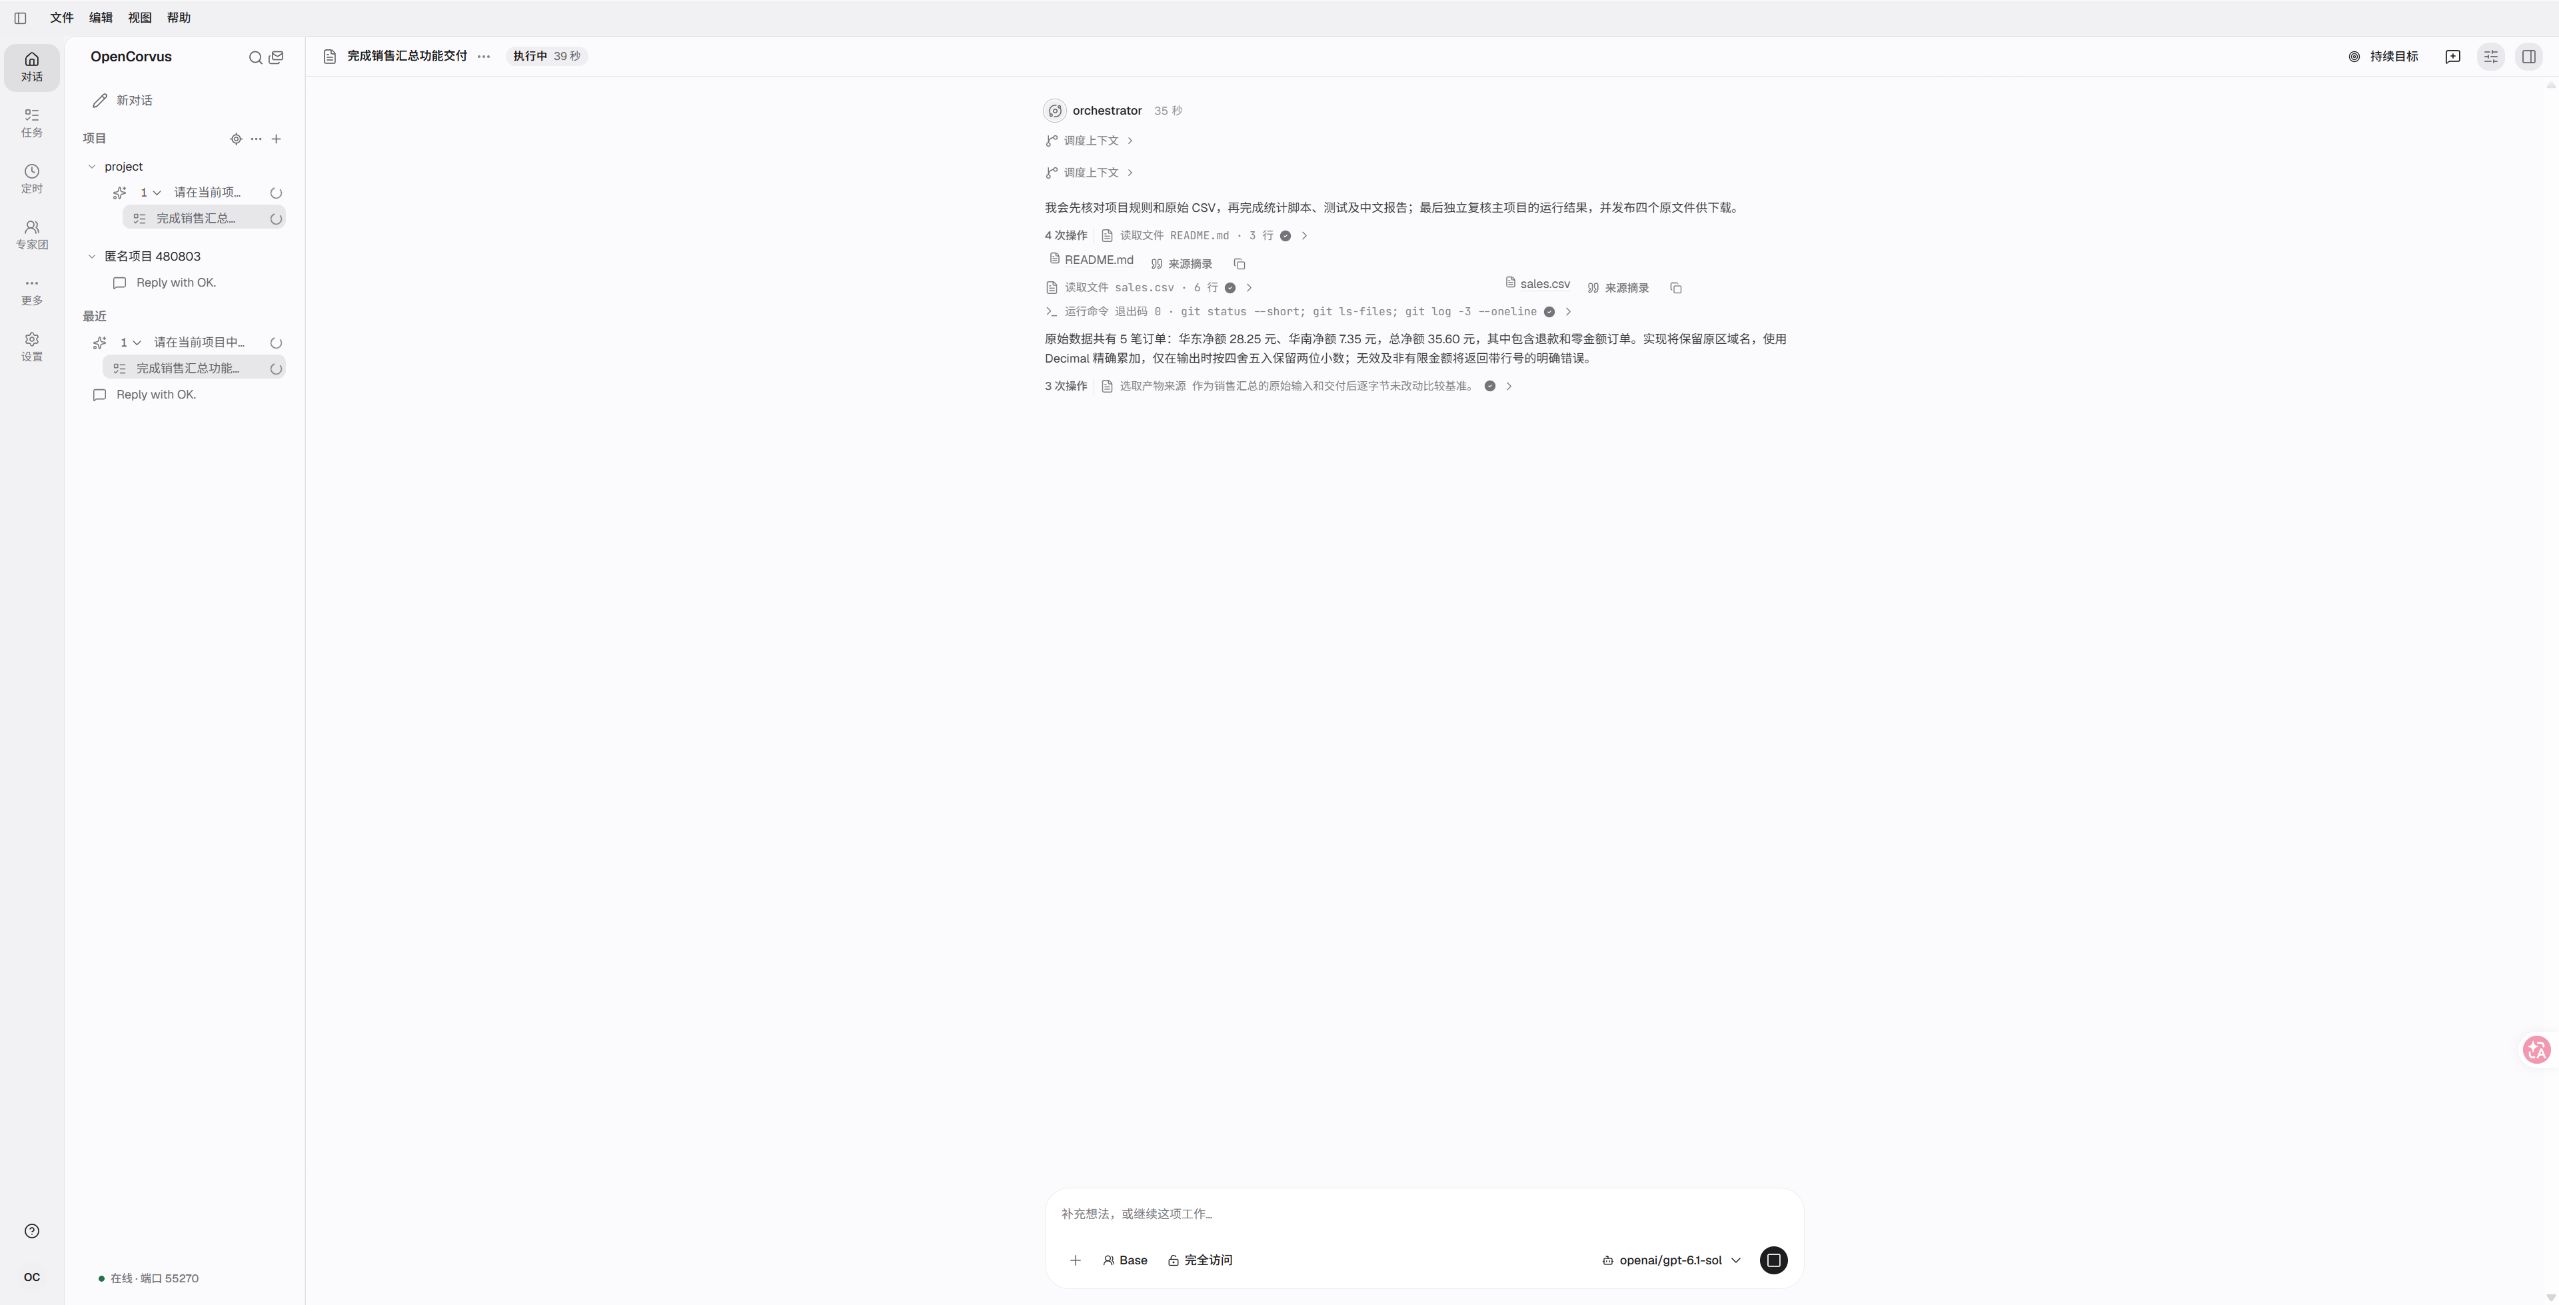 文件 编辑 视图 帮助
对话
任务
定时
专家团
更多
设置
OC
OpenCorvus
新对话
项目
project
1 请在当前项...
完成销售汇总...
匿名项目 480803
Reply with OK.
最近
1 请在当前项目中...
完成销售汇总功能...
Reply with OK.
在线 · 端口 55270
完成销售汇总功能交付 ··· 执行中 39 秒
持续目标
orchestrator 35 秒
调度上下文
调度上下文
我会先核对项目规则和原始 CSV，再完成统计脚本、测试及中文报告；最后独立复核主项目的运行结果，并发布四个原文件供下载。
4 次操作 读取文件 README.md · 3 行
README.md 来源摘录
读取文件 sales.csv · 6 行
sales.csv 来源摘录
运行命令 退出码 0 · git status --short; git ls-files; git log -3 --oneline
原始数据共有 5 笔订单：华东净额 28.25 元、华南净额 7.35 元，总净额 35.60 元，其中包含退款和零金额订单。实现将保留原区域名，使用
Decimal 精确累加，仅在输出时按四舍五入保留两位小数；无效及非有限金额将返回带行号的明确错误。
3 次操作 选取产物来源 作为销售汇总的原始输入和交付后逐字节未改动比较基准。
补充想法，或继续这项工作...
Base 完全访问
openai/gpt-6.1-sol